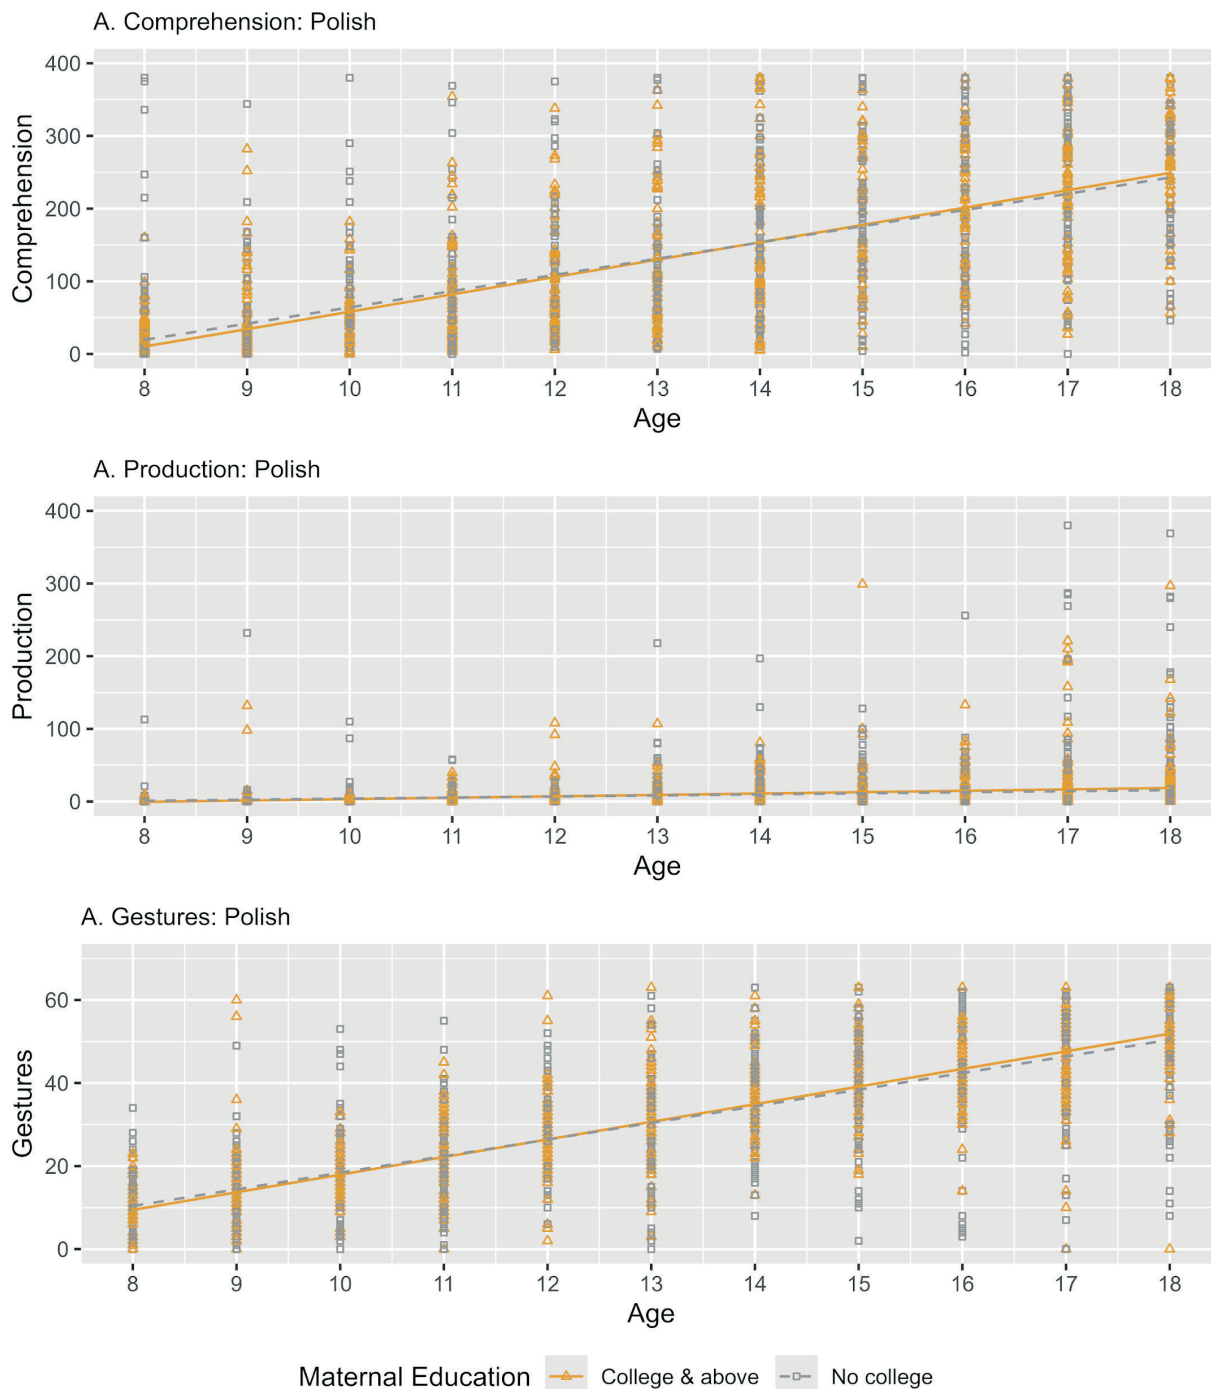 A. Comprehension: Polish
400
300
200
100
0
Comprehension
8 9 10 11 12 13 14 15 16 17 18
Age
A. Production: Polish
400
300
200
100
0
Production
8 9 10 11 12 13 14 15 16 17 18
Age
A. Gestures: Polish
60
40
20
0
Gestures
8 9 10 11 12 13 14 15 16 17 18
Age
Maternal Education College & above No college